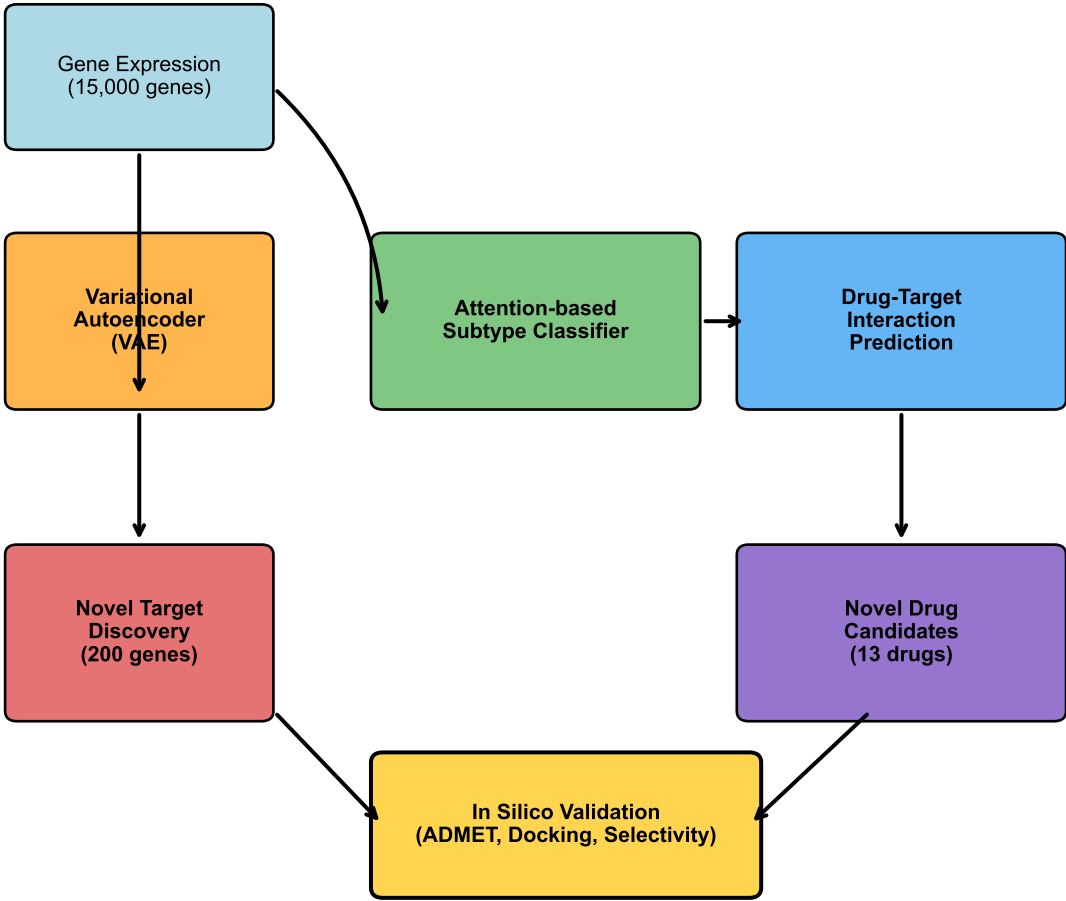 Gene Expression
(15,000 genes)
Variational
Autoencoder
(VAE)
Attention-based
Subtype Classifier
Drug-Target
Interaction
Prediction
Novel Target
Discovery
(200 genes)
Novel Drug
Candidates
(13 drugs)
In Silico Validation
(ADMET, Docking, Selectivity)